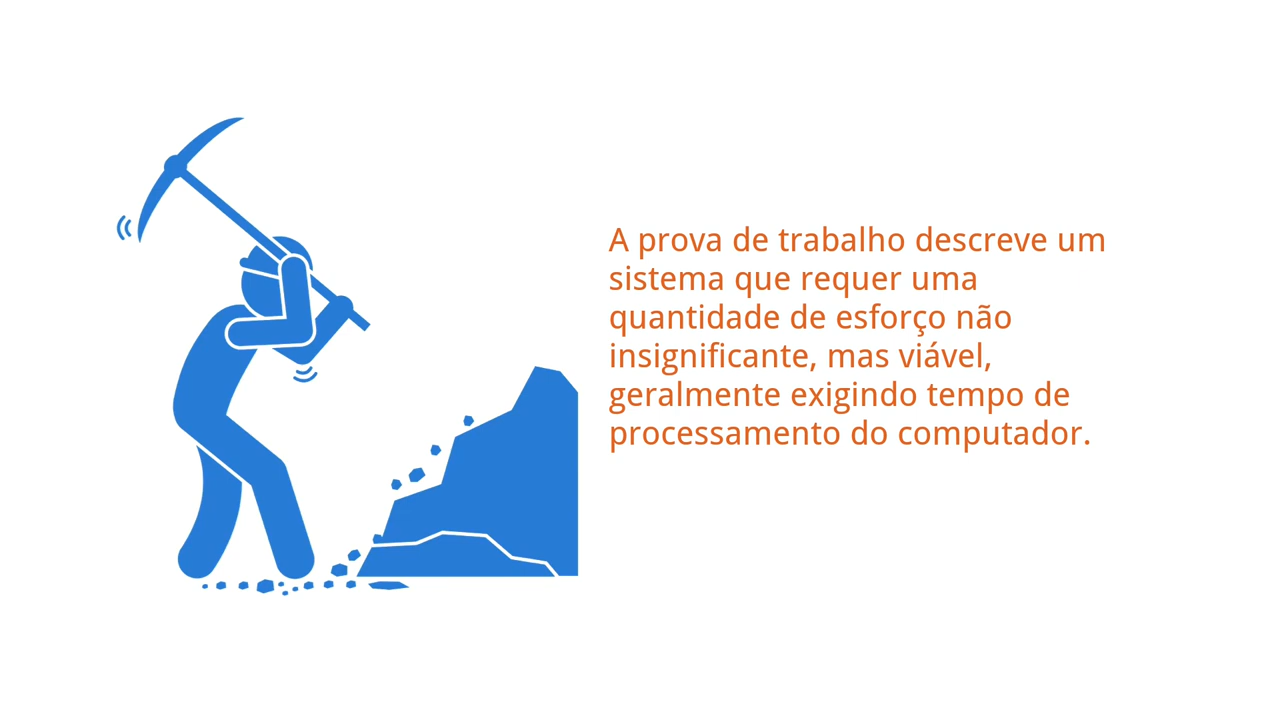 A prova de trabalho descreve um
sistema que requer uma
quantidade de esforço não
insignificante, mas viável,
geralmente exigindo tempo de
processamento do computador.